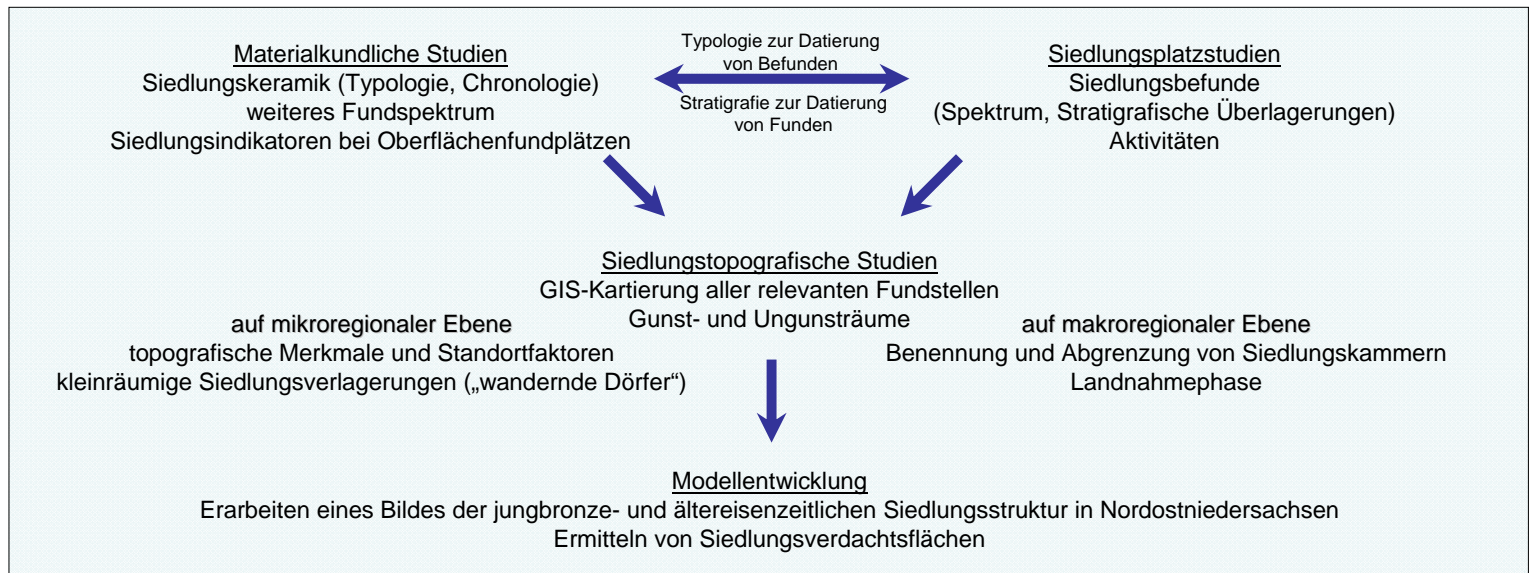 Materialkundliche Studien
Siedlungskeramik (Typologie, Chronologie)
weiteres Fundspektrum
Siedlungsindikatoren bei Oberflächenfundplätzen
Typologie zur Datierung
von Befunden
Stratigrafie zur Datierung
von Funden
Siedlungsplatzstudien
Siedlungsbefunde
(Spektrum, Stratigrafische Überlagerungen)
Aktivitäten
Siedlungstopografische Studien
GIS-Kartierung aller relevanten Fundstellen
Gunst- und Ungunsträume
auf mikroregionaler Ebene
topografische Merkmale und Standortfaktoren
kleinräumige Siedlungsverlagerungen („wandernde Dörfer“)
auf makroregionaler Ebene
Benennung und Abgrenzung von Siedlungskammern
Landnahmephase
Modellentwicklung
Erarbeiten eines Bildes der jungbronze- und ältereisenzeitlichen Siedlungsstruktur in Nordostniedersachsen
Ermitteln von Siedlungsverdachtsflächen